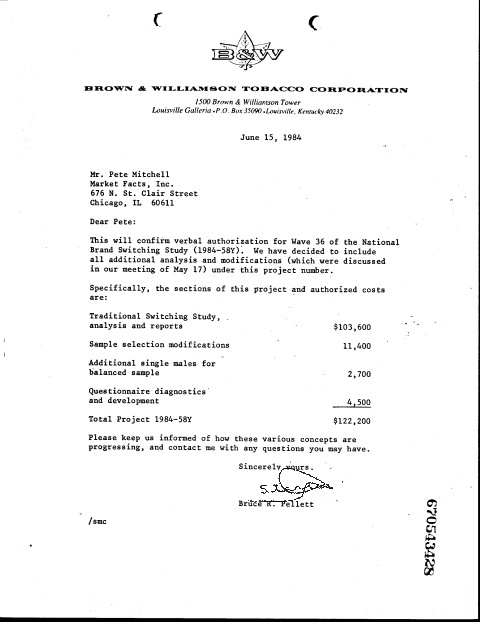 B&W
BROWN & WILLIAMSON TOBACCO CORPORATION
1500 Brown & Williamson Tower
Louisville Galleria • P.O. Box 35090 • Louisville, Kentucky 40232
June 15, 1984
Mr. Pete Mitchell
Market Facts, Inc.
676 N. St. Clair Street
Chicago, IL 60611
Dear Pete:
This will confirm verbal authorization for Wave 36 of the National
Brand Switching Study (1984-58Y). We have decided to include
all additional analysis and modifications (which were discussed
in our meeting of May 17) under this project number.
Specifically, the sections of this project and authorized costs
are:
Traditional Switching Study,
analysis and reports $103,600
Sample selection modifications 11,400
Additional single males for
balanced sample 2,700
Questionnaire diagnostics
and development 4,500
Total Project 1984-58Y $122,200
Please keep us informed of how these various concepts are
progressing, and contact me with any questions you may have.
Sincerely yours.
Bruce R. Pellett
/smc
670543428